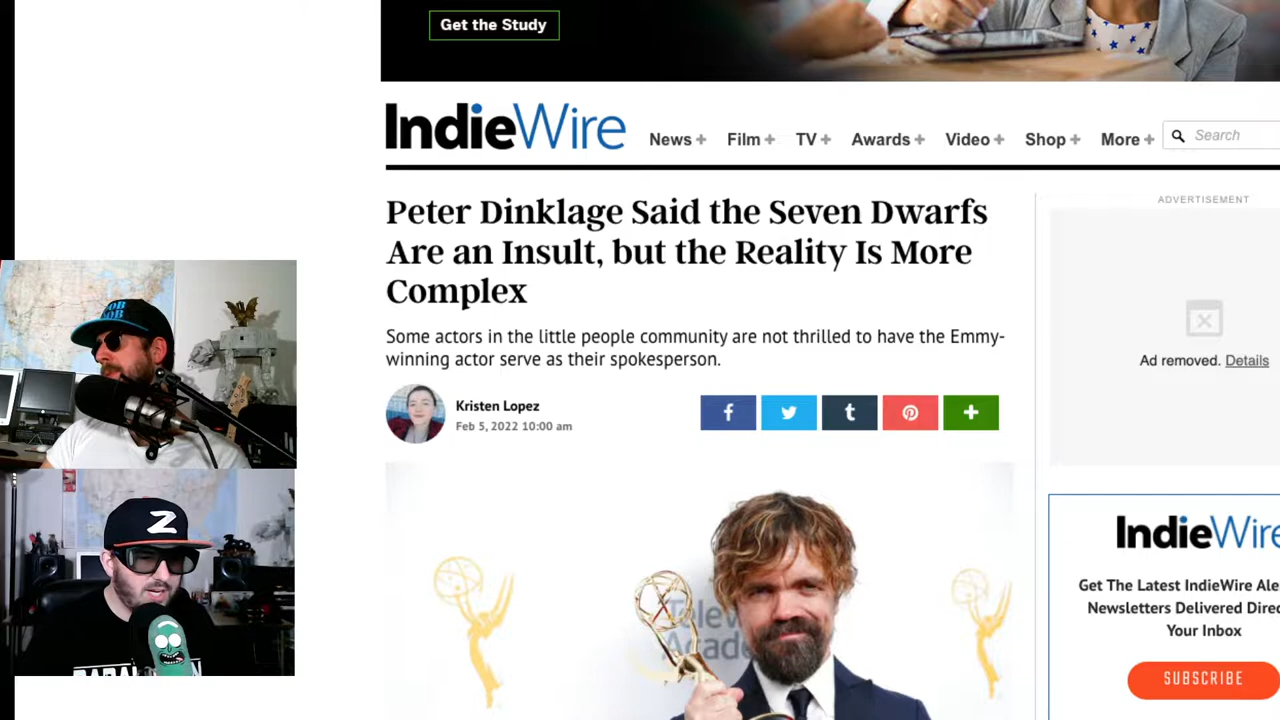 Get the Study
IndieWire
News + Film + TV + Awards + Video + Shop + More + Search
Peter Dinklage Said the Seven Dwarfs
Are an Insult, but the Reality Is More
Complex
Some actors in the little people community are not thrilled to have the Emmy-
winning actor serve as their spokesperson.
Kristen Lopez
Feb 5, 2022 10:00 am
f t +
ADVERTISEMENT
Ad removed. Details
IndieWire
Get The Latest IndieWire Ale
Newsletters Delivered Direc
Your Inbox
SUBSCRIBE
Z